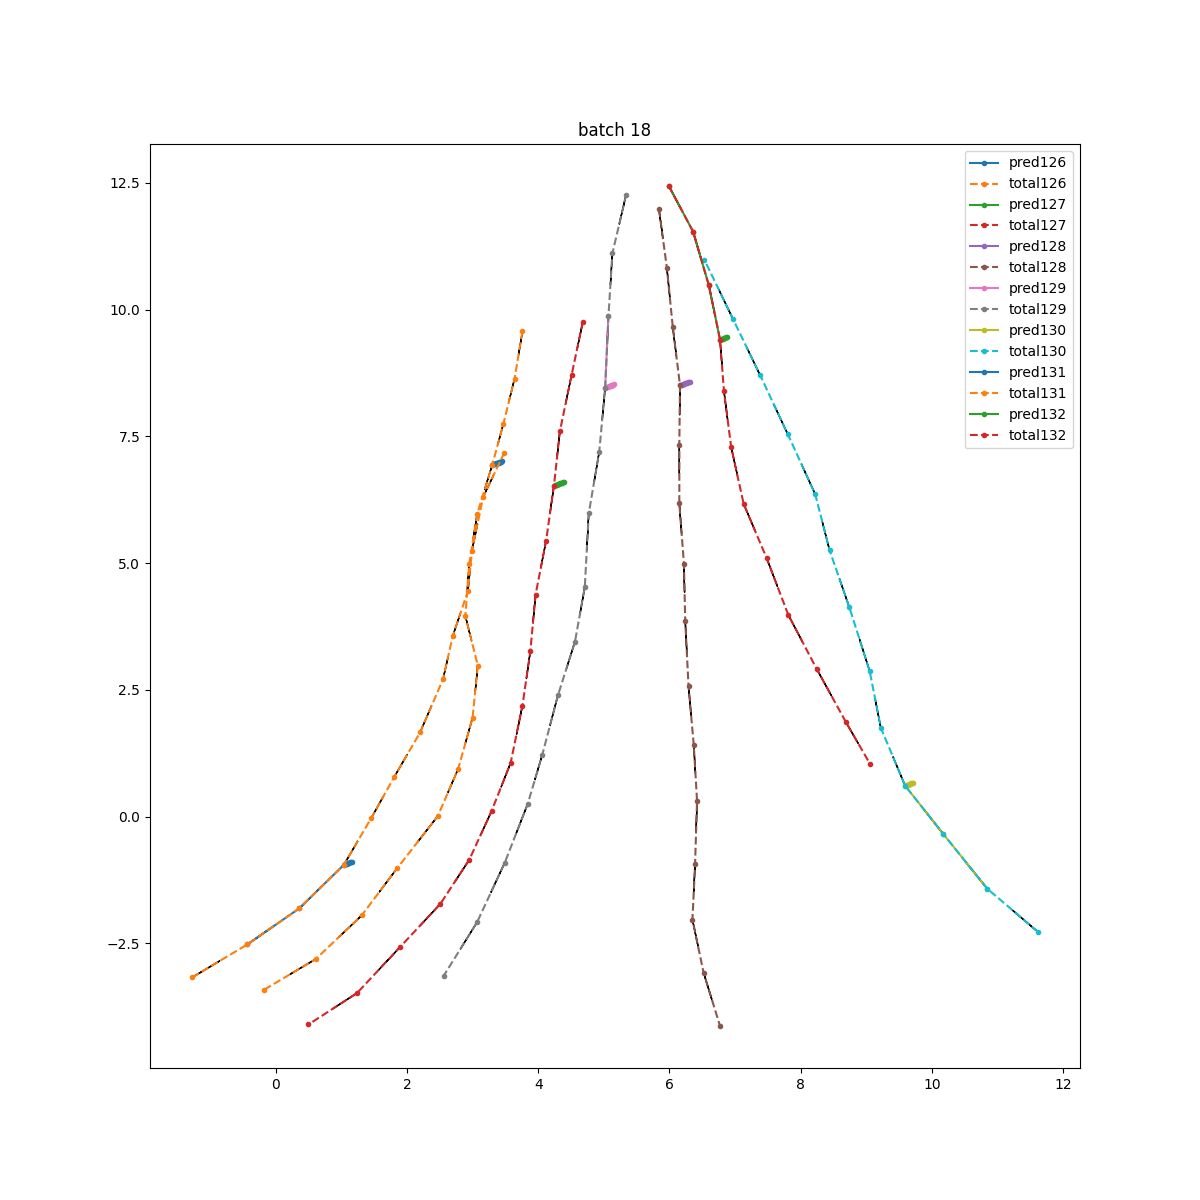 batch 18
12.5
10.0
7.5
5.0
2.5
0.0
−2.5
0
2
4
6
8
10
12
pred126
total126
pred127
total127
pred128
total128
pred129
total129
pred130
total130
pred131
total131
pred132
total132